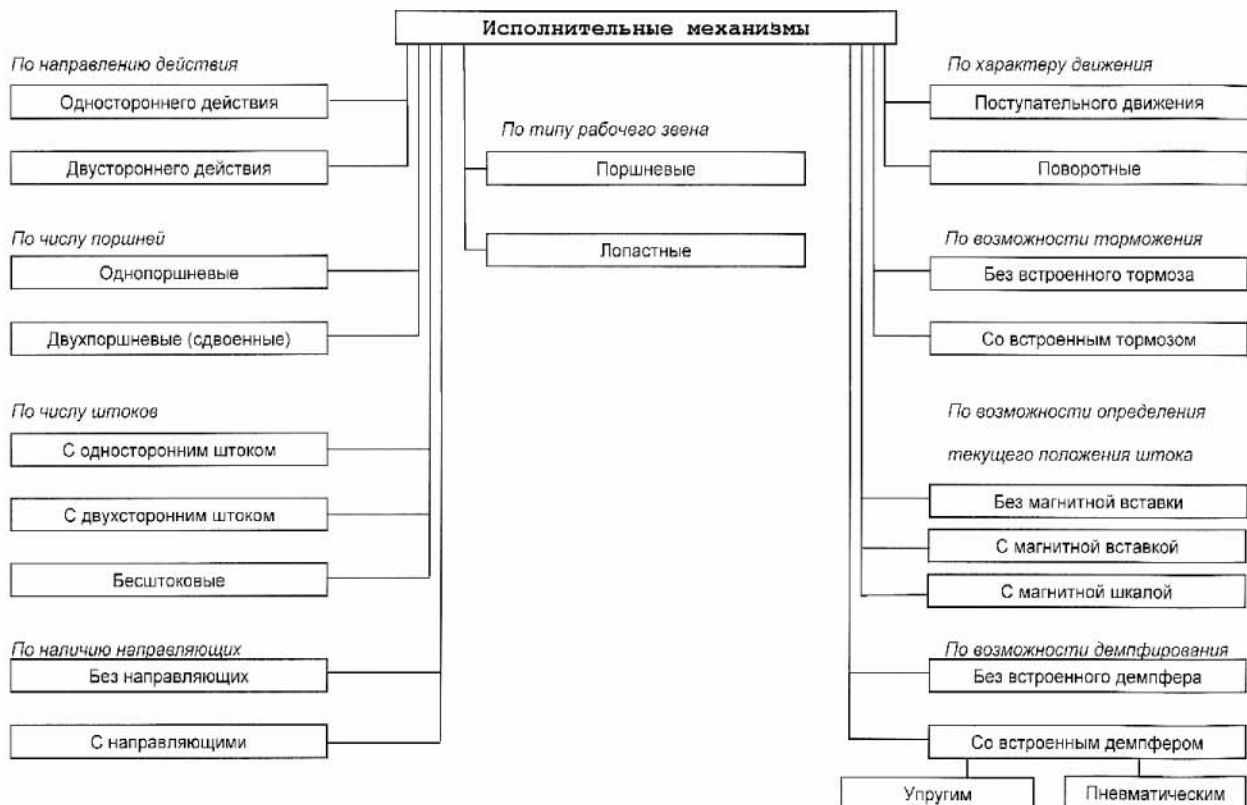 Исполнительные механизмы
По направлению действия
Одностороннего действия
Двустороннего действия
По числу поршней
Однопоршневые
Двухпоршневые (сдвоенные)
По числу штоков
С односторонним штоком
С двухсторонним штоком
Бесштоковые
По наличию направляющих
Без направляющих
С направляющими
По типу рабочего звена
Поршневые
Лопастные
По характеру движения
Поступательного движения
Поворотные
По возможности торможения
Без встроенного тормоза
Со встроенным тормозом
По возможности определения
текущего положения штока
Без магнитной вставки
С магнитной вставкой
С магнитной шкалой
По возможности демпфирования
Без встроенного демпфера
Со встроенным демпфером
Упругим
Пневматическим